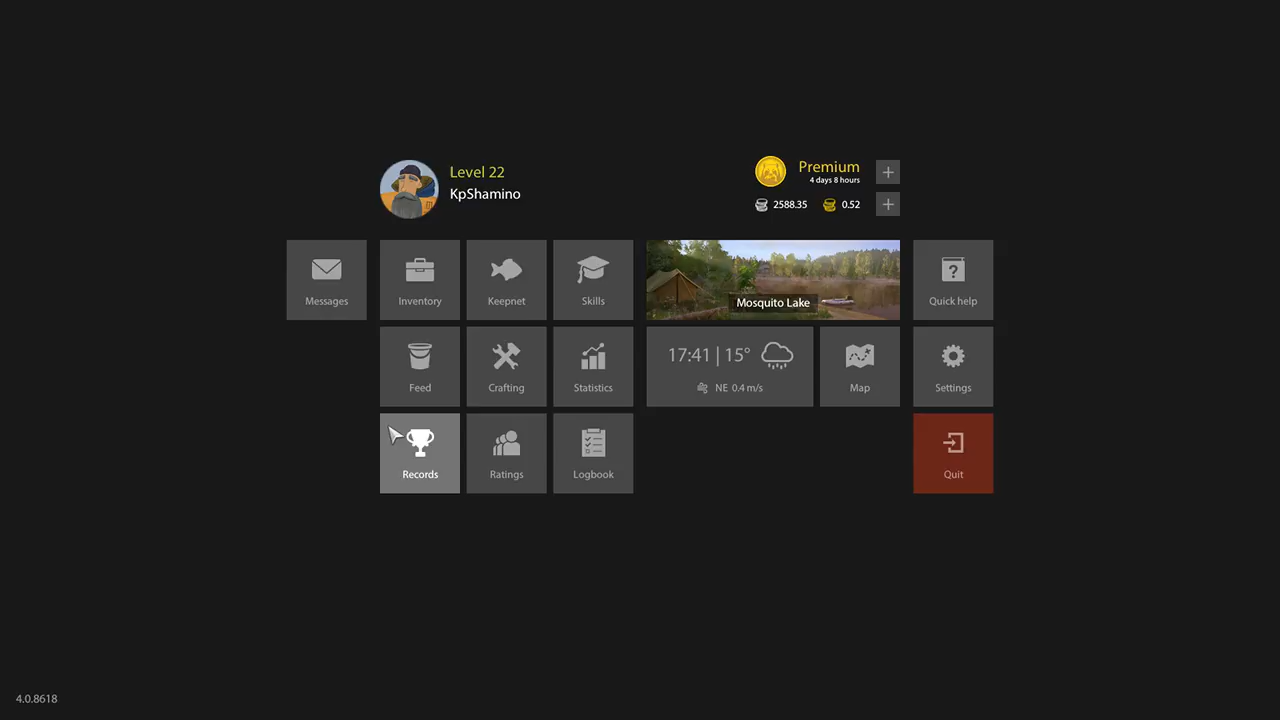 Level 22
KpShamino
Premium
4 days 8 hours
2588.35
0.52
Messages
Inventory
Keepnet
Skills
Mosquito Lake
Quick help
Feed
Crafting
Statistics
17:41 | 15°
NE 0.4 m/s
Map
Settings
Records
Ratings
Logbook
Quit
4.0.8618